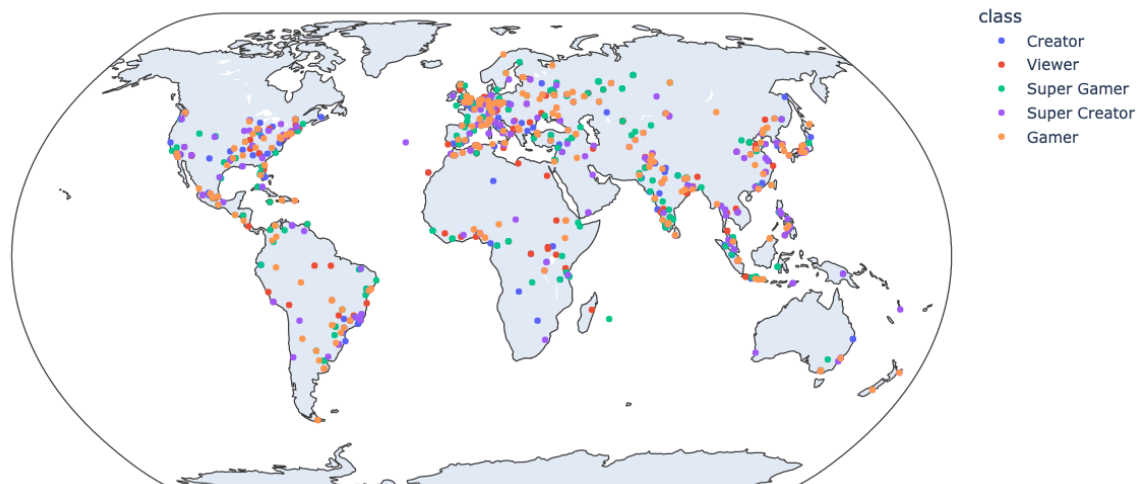 class
Creator
Viewer
Super Gamer
Super Creator
Gamer